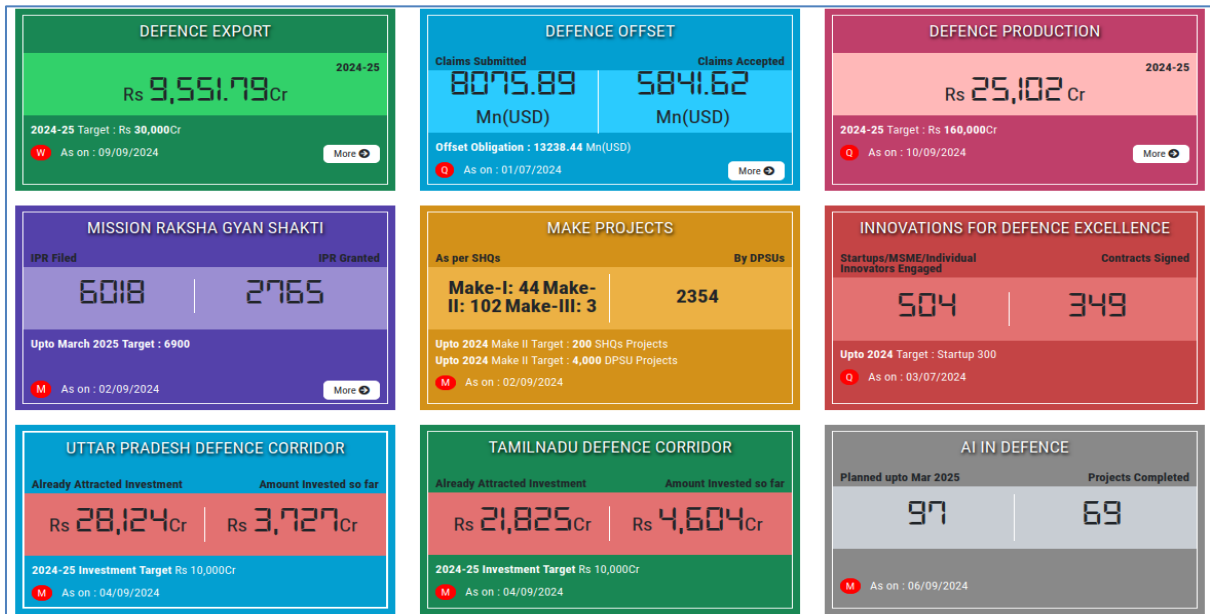 DEFENCE EXPORT
2024-25
Rs 9,551.79Cr
2024-25 Target : Rs 30,000Cr
W As on : 09/09/2024 More
DEFENCE OFFSET
Claims Submitted Claims Accepted
8075.89 5841.62
Mn(USD) Mn(USD)
Offset Obligation : 13238.44 Mn(USD)
Q As on : 01/07/2024 More
DEFENCE PRODUCTION
2024-25
Rs 25,102 Cr
2024-25 Target : Rs 160,000Cr
Q As on : 10/09/2024 More
MISSION RAKSHA GYAN SHAKTI
IPR Filed IPR Granted
6018 2765
Upto March 2025 Target : 6900
M As on : 02/09/2024 More
MAKE PROJECTS
As per SHQs By DPSUs
Make-I: 44 Make-
II: 102 Make-III: 3 2354
Upto 2024 Make II Target : 200 SHQs Projects
Upto 2024 Make II Target : 4,000 DPSU Projects
M As on : 02/09/2024
INNOVATIONS FOR DEFENCE EXCELLENCE
Startups/MSME/Individual Contracts Signed
Innovators Engaged
504 349
Upto 2024 Target : Startup 300
Q As on : 03/07/2024
UTTAR PRADESH DEFENCE CORRIDOR
Already Attracted Investment Amount Invested so far
Rs 28,124Cr Rs 3,727Cr
2024-25 Investment Target Rs 10,000Cr
M As on : 04/09/2024
TAMILNADU DEFENCE CORRIDOR
Already Attracted Investment Amount Invested so far
Rs 21,825Cr Rs 4,604Cr
2024-25 Investment Target Rs 10,000Cr
M As on : 04/09/2024
AI IN DEFENCE
Planned upto Mar 2025 Projects Completed
97 69
M As on : 06/09/2024